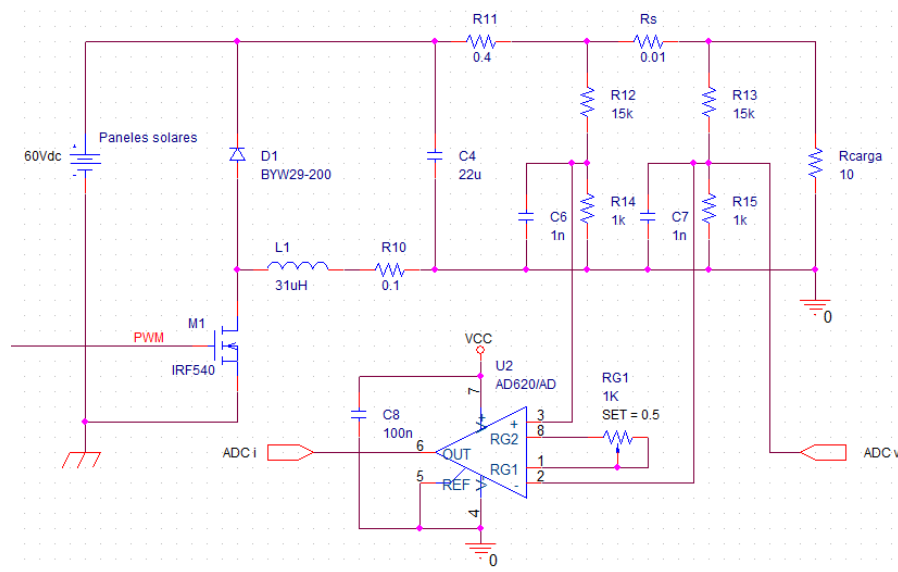 R11
0.4
Rs
0.01
R12
15k
R13
15k
Paneles solares
60Vdc
D1
BYW29-200
C4
22u
Rcarga
10
R14
1k
R15
1k
C6
1n
C7
1n
L1
31uH
R10
0.1
0
M1
PWM
IRF540
VCC
U2
AD620/AD
7
C8
100n
RG1
1K
SET = 0.5
3
+
8
RG2
6
OUT
ADC i
ADC v
1
RG1
5
REF
2
-
4
V+
V-
0